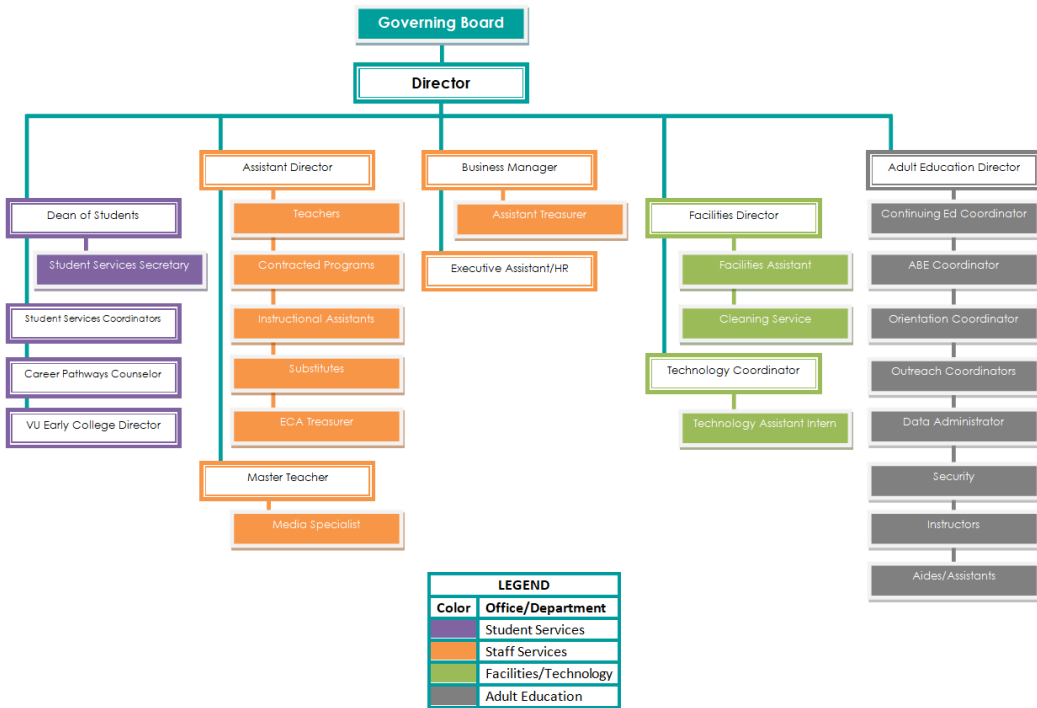 Governing Board
Director
Dean of Students
Student Services Secretary
Student Services Coordinators
Career Pathways Counselor
VU Early College Director
Assistant Director
Teachers
Contracted Programs
Instructional Assistants
Substitutes
ECA Treasurer
Master Teacher
Media Specialist
Business Manager
Assistant Treasurer
Executive Assistant/HR
Facilities Director
Facilities Assistant
Cleaning Service
Technology Coordinator
Technology Assistant Intern
Adult Education Director
Continuing Ed Coordinator
ABE Coordinator
Orientation Coordinator
Outreach Coordinators
Data Administrator
Security
Instructors
Aides/Assistants
LEGEND
Color Office/Department
Student Services
Staff Services
Facilities/Technology
Adult Education